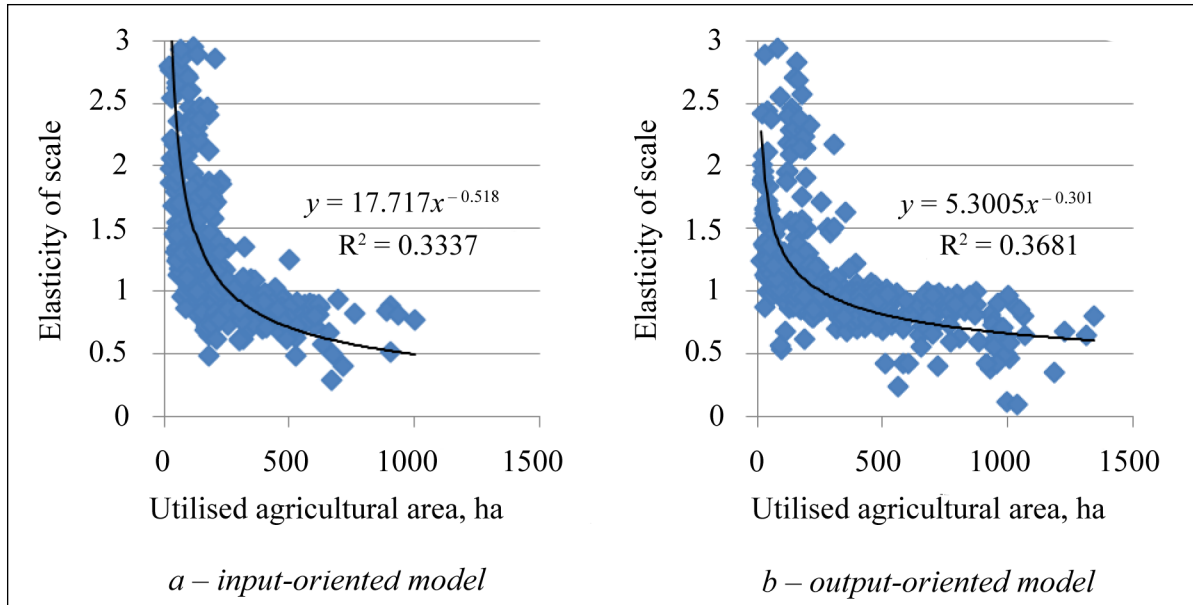 3
2.5
2
1.5
1
0.5
0
Elasticity of scale
y = 17.717x^{– 0.518}
R² = 0.3337
0 500 1000 1500
Utilised agricultural area, ha
a – input-oriented model
3
2.5
2
1.5
1
0.5
0
Elasticity of scale
y = 5.3005x^{– 0.301}
R² = 0.3681
0 500 1000 1500
Utilised agricultural area, ha
b – output-oriented model